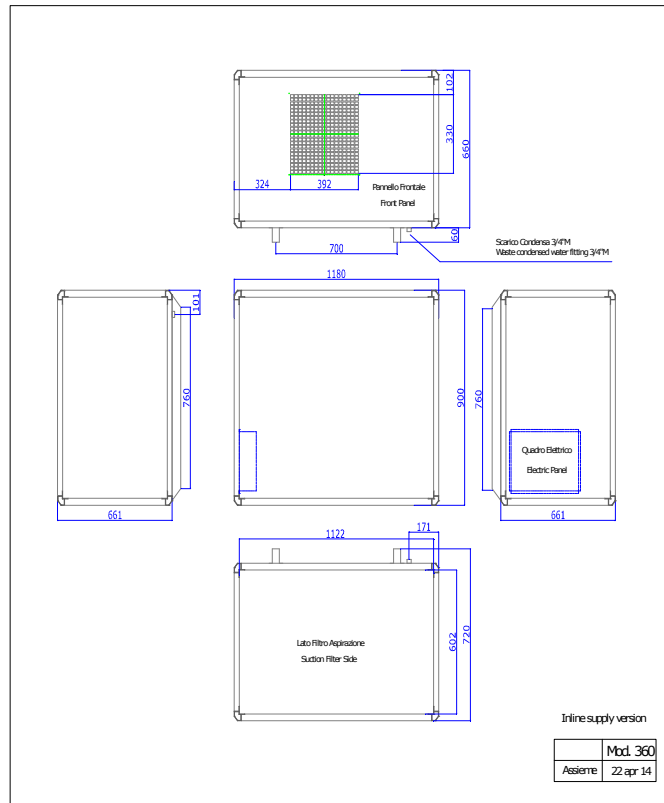 102
330
660
324
392
Pannello Frontale
Front Panel
60
700
Scarico Condensa 3/4"M
Waste condensed water fitting 3/4"M
1180
101
760
900
760
Quadro Elettrico
Electric Panel
661
661
1122
171
Lato Filtro Aspirazione
Suction Filter Side
602
720
Inline supply version
Mod. 360
Assieme 22 apr 14